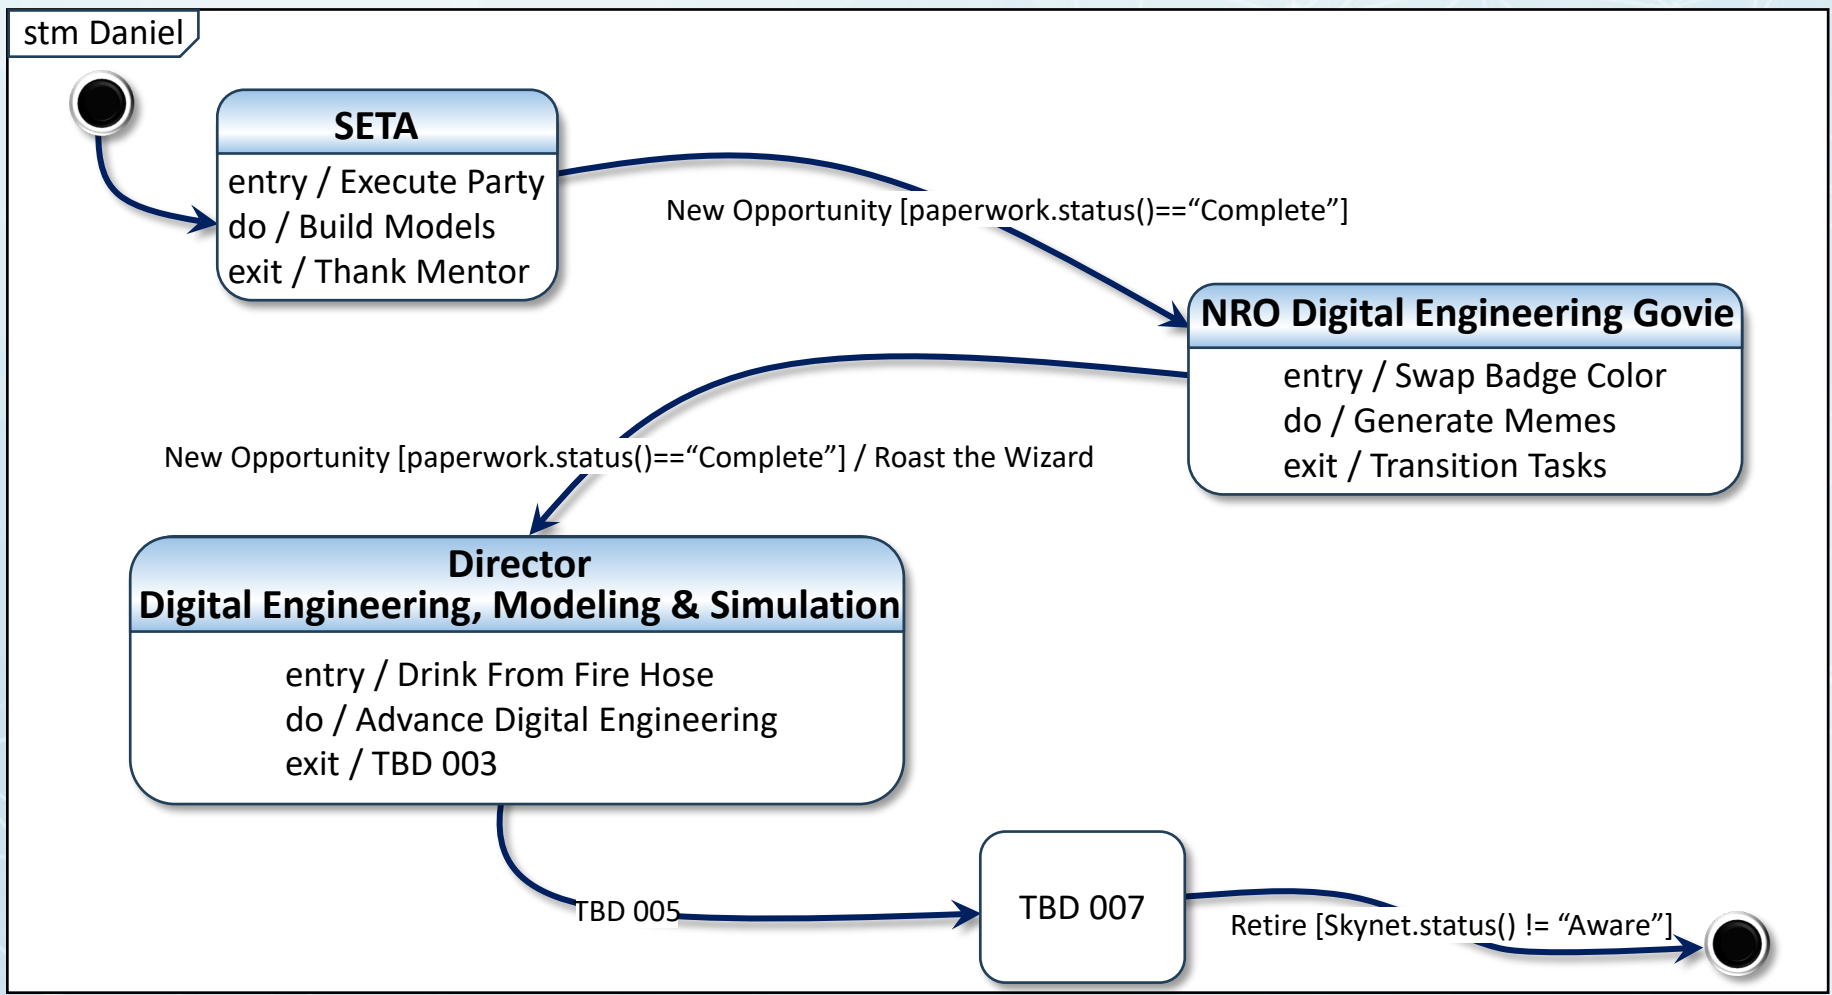 stm Daniel
SETA
entry / Execute Party
do / Build Models
exit / Thank Mentor
New Opportunity [paperwork.status()==“Complete”]
NRO Digital Engineering Govie
entry / Swap Badge Color
do / Generate Memes
exit / Transition Tasks
New Opportunity [paperwork.status()==“Complete”] / Roast the Wizard
Director
Digital Engineering, Modeling & Simulation
entry / Drink From Fire Hose
do / Advance Digital Engineering
exit / TBD 003
TBD 005
TBD 007
Retire [Skynet.status() != “Aware”]